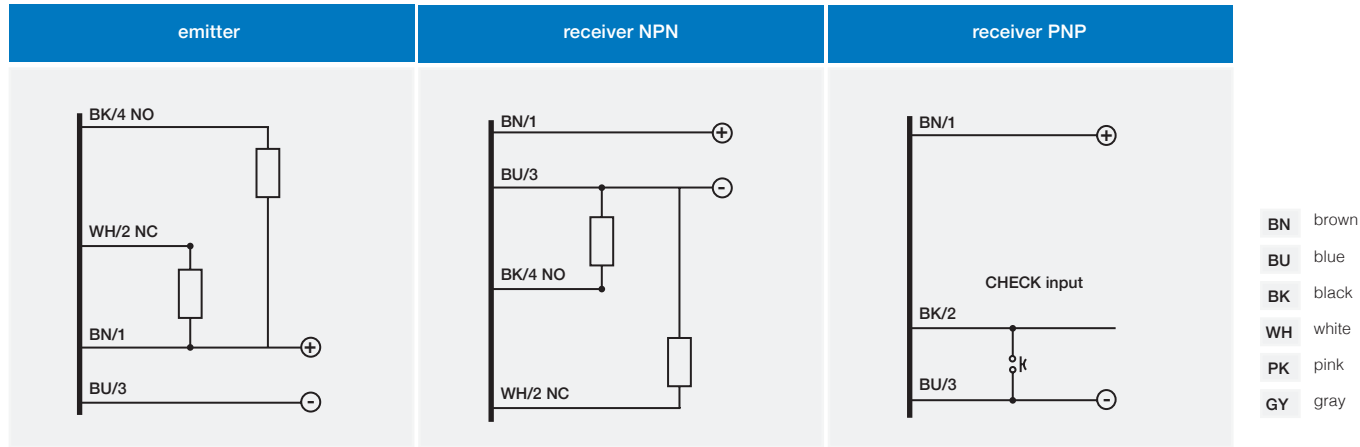 emitter
receiver NPN
receiver PNP
BK/4 NO
WH/2 NC
BN/1
+
BU/3
-
BN/1
+
BU/3
-
BK/4 NO
WH/2 NC
BN/1
+
CHECK input
BK/2
BU/3
-
BN brown
BU blue
BK black
WH white
PK pink
GY gray